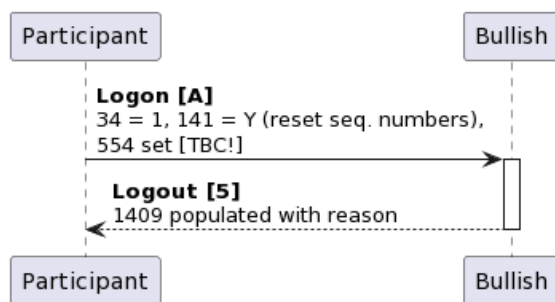 Participant
Bullish
Logon [A]
34 = 1, 141 = Y (reset seq. numbers),
554 set [TBC!]
Logout [5]
1409 populated with reason
Participant
Bullish